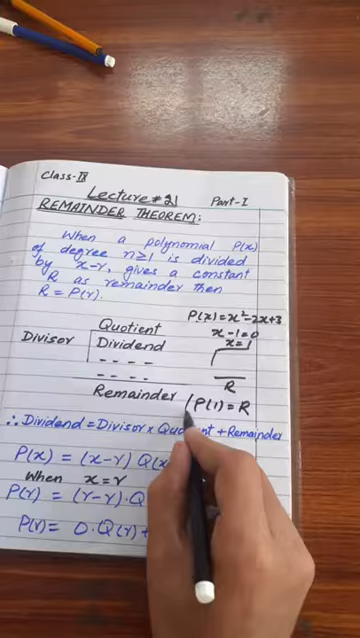 Class-IX
Lecture # 21 Part-I
REMAINDER THEOREM:
When a polynomial P(x)
of degree n≥1 is divided
by x-r, gives a constant
R as remainder then
R = P(r).
P(x)=x²-2x+3
x-1=0
x=1
Quotient
Divisor Dividend
R
Remainder
P(1)=R
∴ Dividend=Divisor x Quotient + Remainder
P(x) = (x-r) Q(x
When x=r
P(r) = (r-r).Q
P(r)= 0.Q(r)+